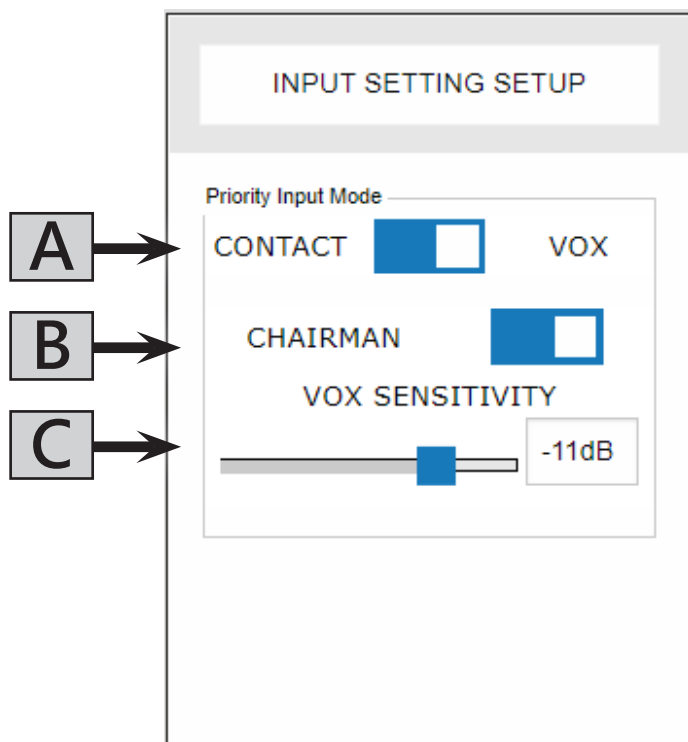 INPUT SETTING SETUP
Priority Input Mode
A
CONTACT VOX
B
CHAIRMAN
VOX SENSITIVITY
C
-11dB